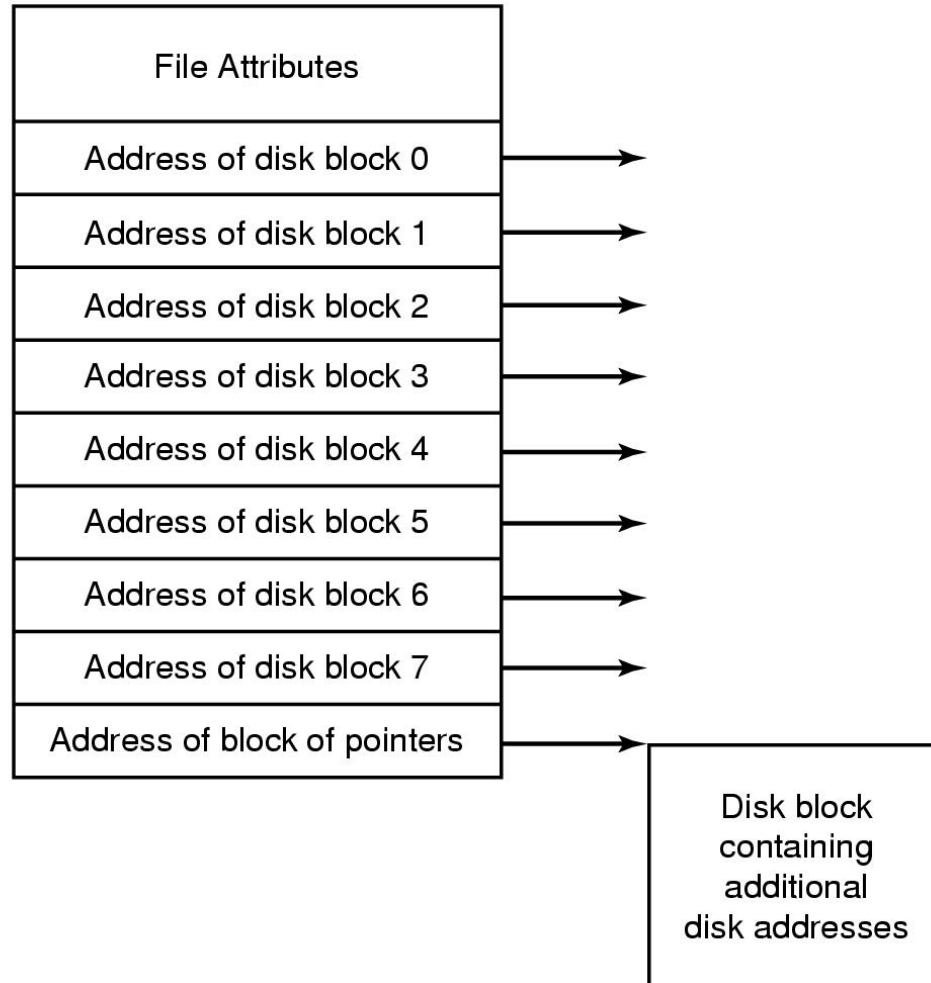 File Attributes
Address of disk block 0
Address of disk block 1
Address of disk block 2
Address of disk block 3
Address of disk block 4
Address of disk block 5
Address of disk block 6
Address of disk block 7
Address of block of pointers
Disk block
containing
additional
disk addresses